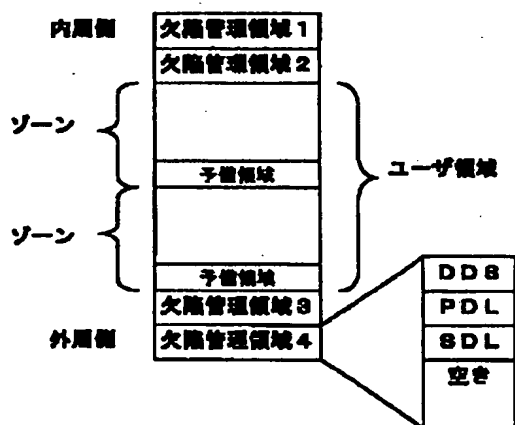 内周側
欠陥管理領域1
欠陥管理領域2
ゾーン
予備領域
ユーザ領域
ゾーン
予備領域
欠陥管理領域3
外周側
欠陥管理領域4
DDS
PDL
SDL
空き